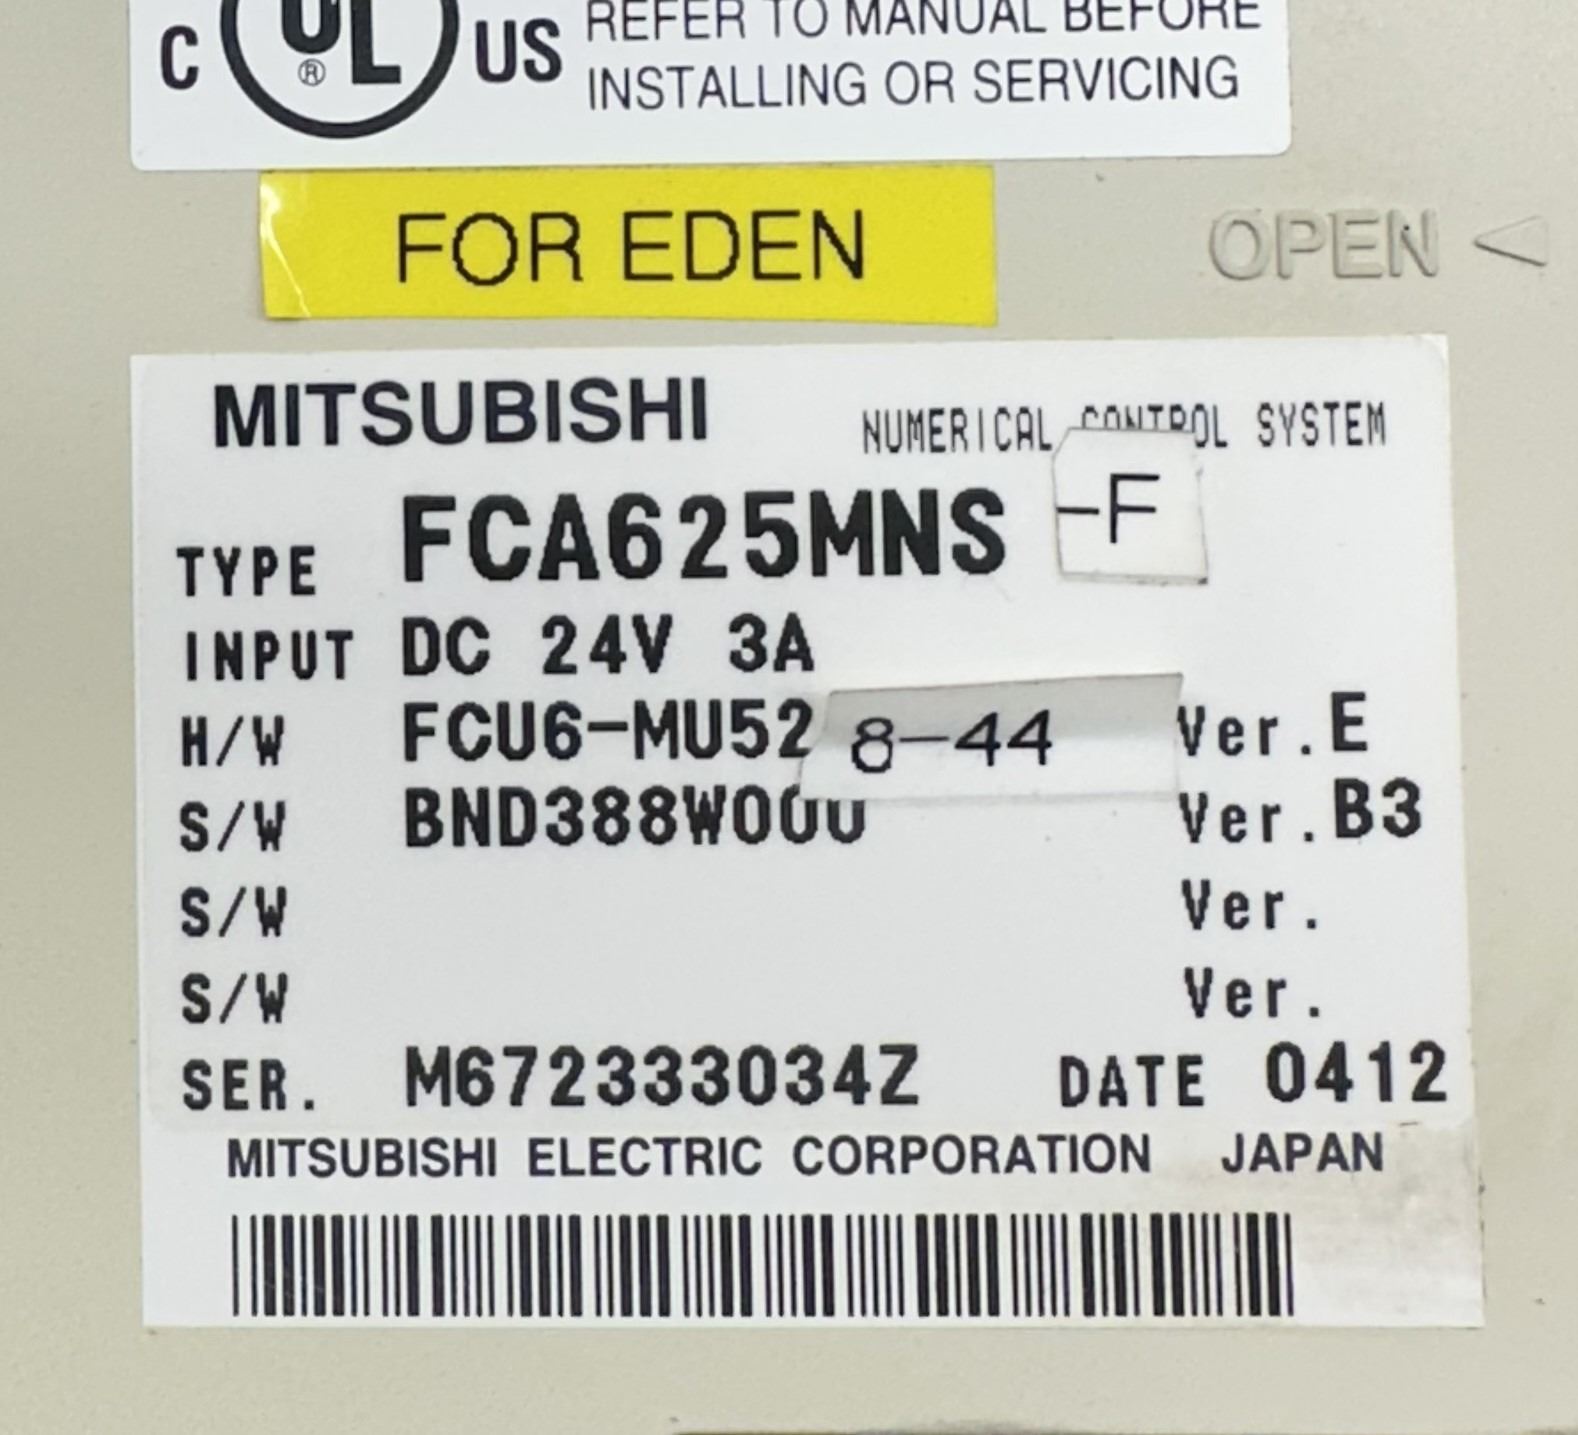 C UL® US REFER TO MANUAL BEFORE
INSTALLING OR SERVICING
FOR EDEN
OPEN
MITSUBISHI NUMERICAL CONTROL SYSTEM
TYPE FCA625MNS -F
INPUT DC 24V 3A
H/W FCU6-MU52 8-44 Ver.E
S/W BND388W000 Ver.B3
S/W Ver.
S/W Ver.
SER. M672333034Z DATE 0412
MITSUBISHI ELECTRIC CORPORATION JAPAN